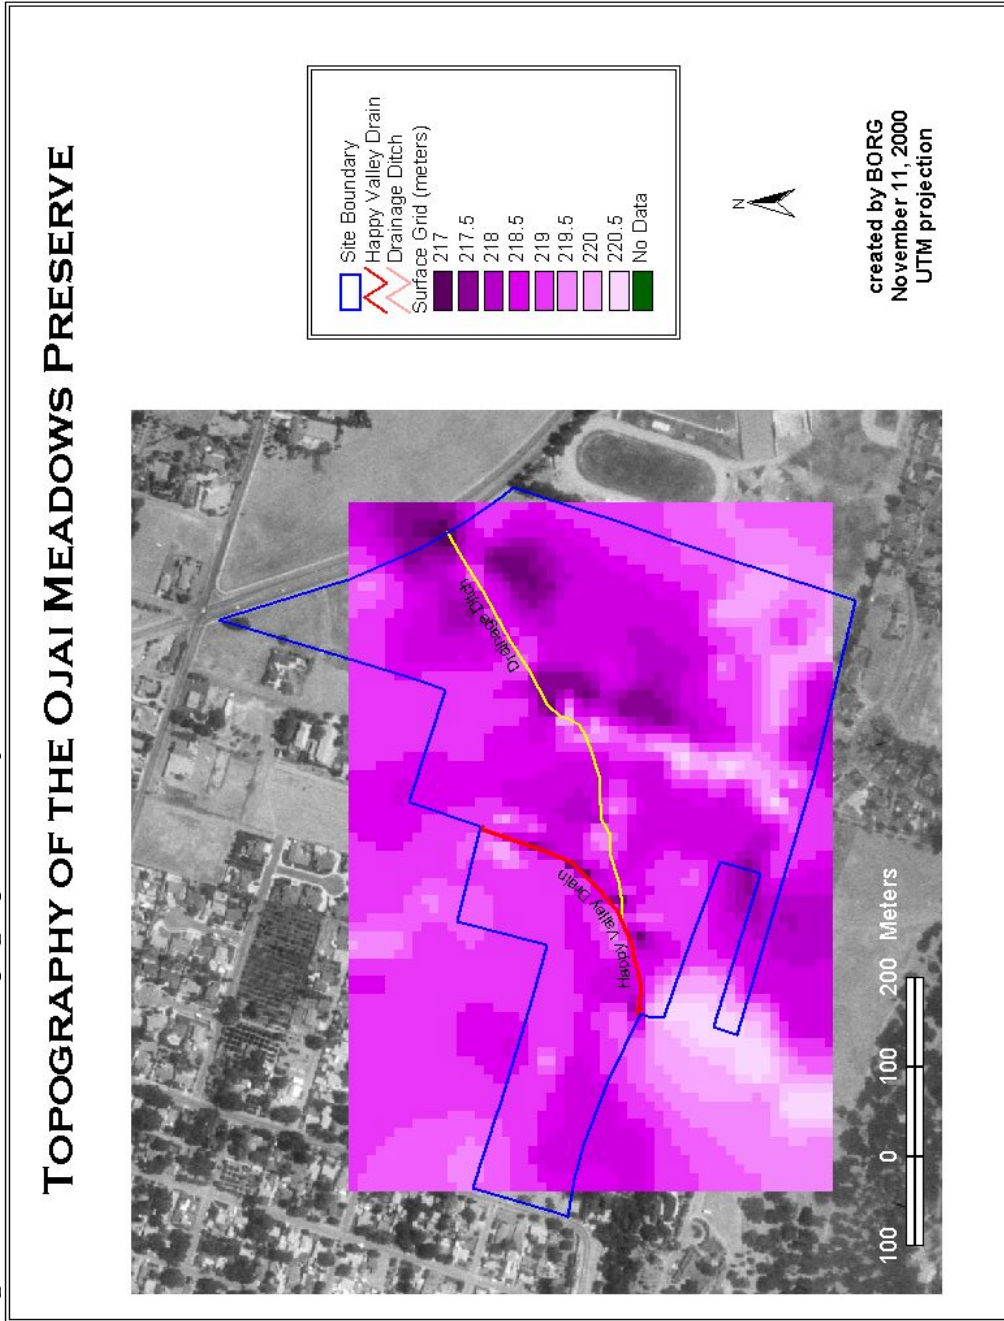 TOPOGRAPHY OF THE OJAI MEADOWS PRESERVE
Drainage Ditch
Happy Valley Drain
100 0 100 200 Meters
Site Boundary
Happy Valley Drain
Drainage Ditch
Surface Grid (meters)
217
217.5
218
218.5
219
219.5
220
220.5
No Data
N
created by BORG
November 11, 2000
UTM projection